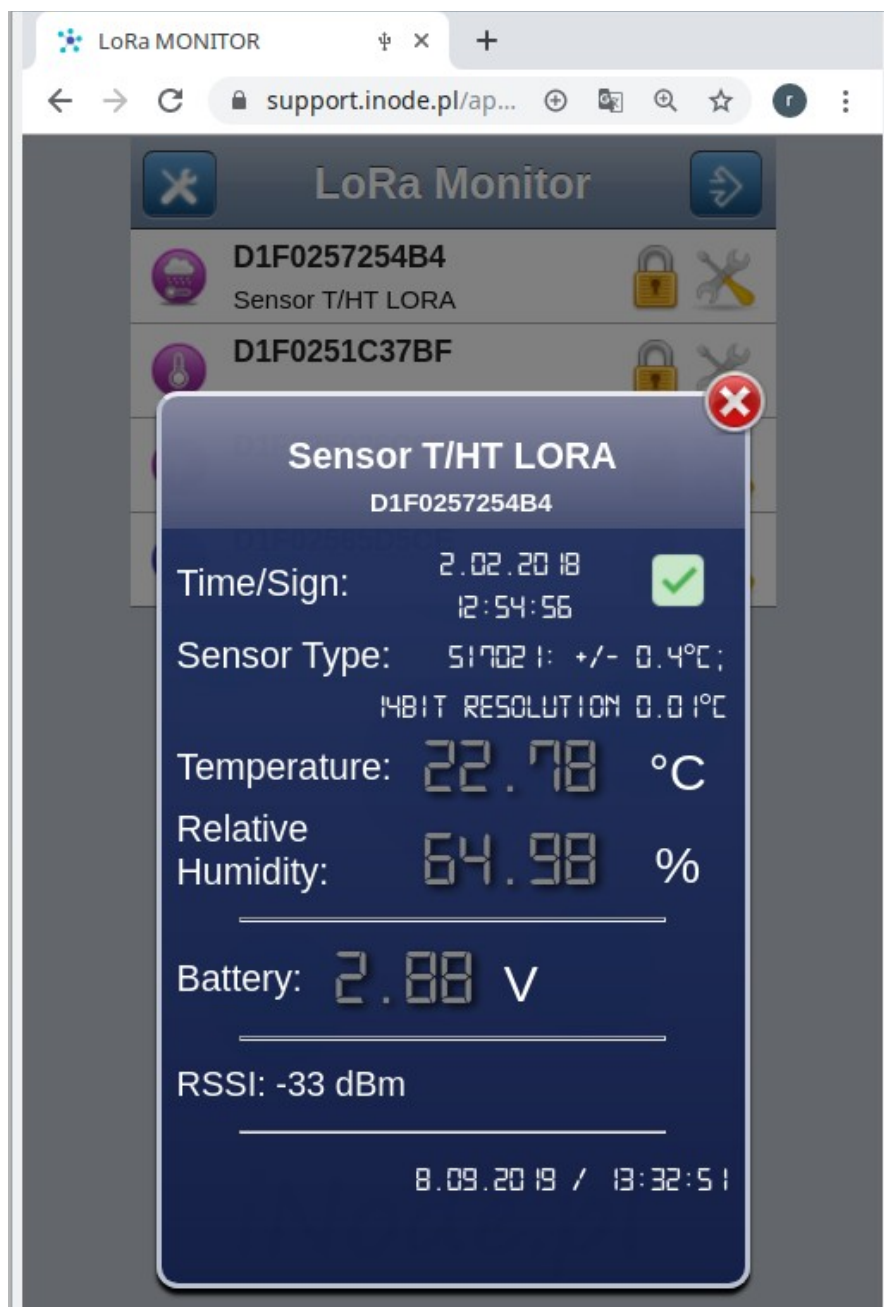 LoRa MONITOR
support.inode.pl/ap...
r
LoRa Monitor
D1F0257254B4
Sensor T/HT LORA
D1F0251C37BF
Sensor T/HT LORA
D1F0257254B4
Time/Sign:
2.02.2018
12:54:56
Sensor Type: SI7021: +/- 0.4°C;
14BIT RESOLUTION 0.01°C
Temperature: 22.78 °C
Relative
Humidity: 64.98 %
Battery: 2.88 V
RSSI: -33 dBm
8.09.2019 / 13:32:51